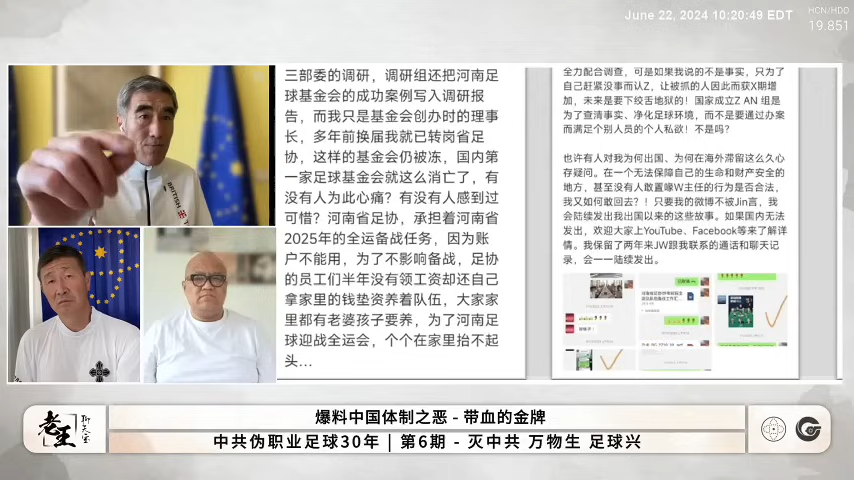 June 22, 2024 10:20:49 EDT
HCN/HDO
19.851
三部委的调研，调研组还把河南足
球基金会的成功案例写入调研报
告，而我只是基金会创办时的理事
长，多年前换届我就已转岗省足
协，这样的基金会仍被冻，国内第
一家足球基金会就这么消亡了，有
没有人为此心痛？有没有人感到过
可惜？河南省足协，承担着河南省
2025年的全运备战任务，因为账
户不能用，为了不影响备战，足协
的员工们半年没有领工资却还自己
拿家里的钱垫资养着队伍，大家家
里都有老婆孩子要养，为了河南足
球迎战全运会，个个在家里抬不起
头...
全力配合调查，可是如果我说的不是事实，只为了
自己赶紧没事而认Z，让被抓的人因此而获X期增
加，未来是要下绞舌地狱的！国家成立Z AN 组是
为了查清事实、净化足球环境，而不是要通过办案
而满足个别人员的个人私欲！不是吗？
也许有人对我为何出国、为何在海外滞留这么久心
存疑问。在一个无法保障自己的生命和财产安全的
地方，甚至没有人敢置喙W主任的行为是否合法，
我又如何敢回去？！只要我的微博不被Jin言，我
会陆续发出我出国以来的这些故事。如果国内无法
发出，欢迎大家上YouTube、Facebook等来了解详
情。我保留了两年来JW跟我联系的通话和聊天记
录，会一一陆续发出。
BRITISH
老王
聊天室
爆料中国体制之恶 - 带血的金牌
中共伪职业足球30年 | 第6期 - 灭中共 万物生 足球兴